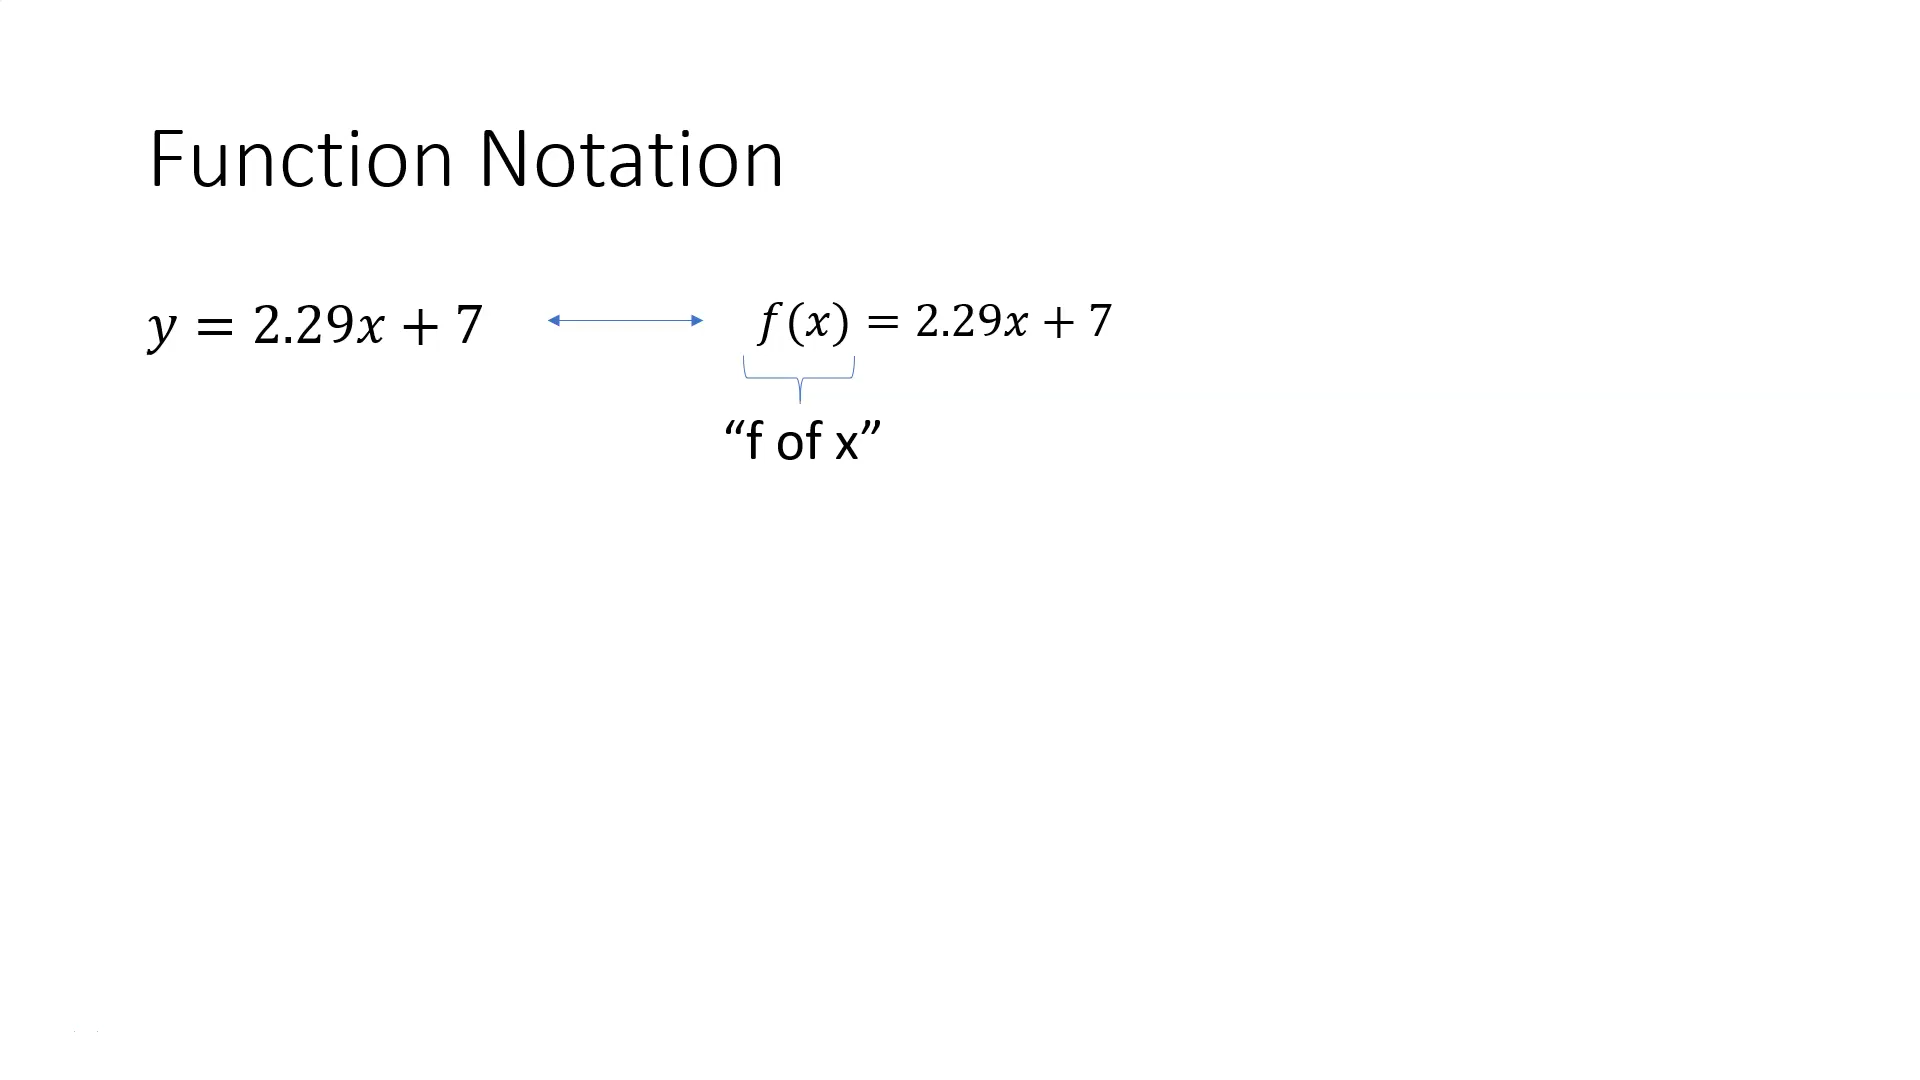 Function Notation
y = 2.29x + 7
f(x) = 2.29x + 7
“f of x”